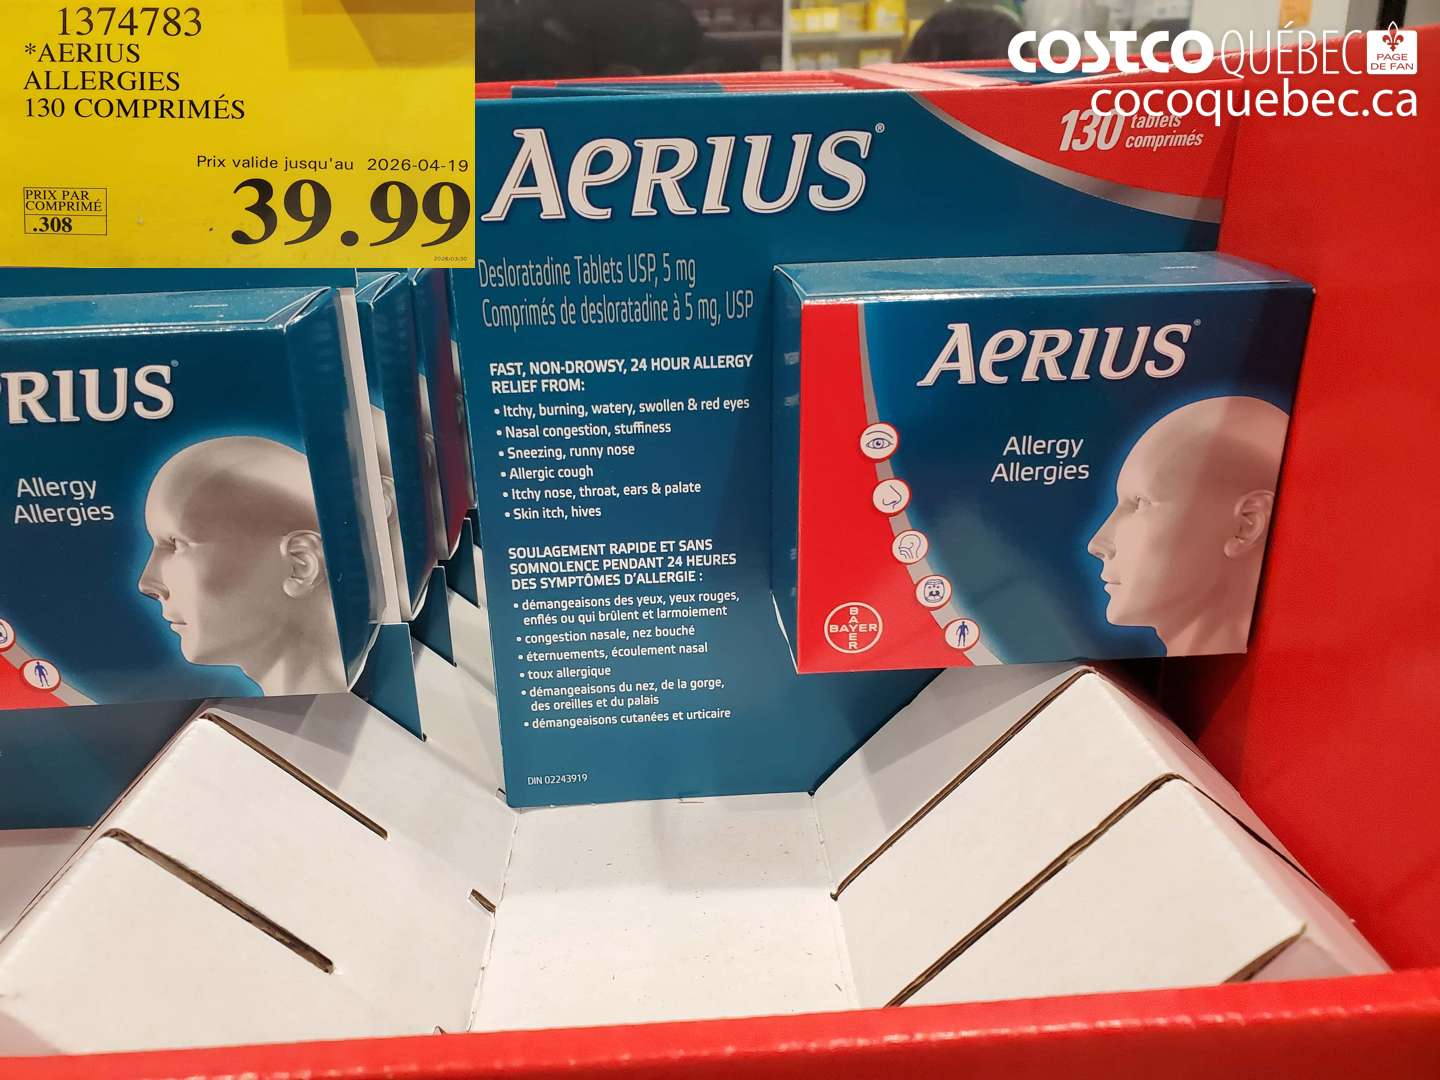 1374783
*AERIUS
ALLERGIES
130 COMPRIMÉS
Prix valide jusqu'au 2026-04-19
PRIX PAR
COMPRIMÉ
.308
39.99
2026/03/30
COSTCO QUÉBEC
PAGE
DE FAN
cocoquebec.ca
AERIUS®
130 tablets
comprimés
Desloratadine Tablets USP, 5 mg
Comprimés de desloratadine à 5 mg, USP
FAST, NON-DROWSY, 24 HOUR ALLERGY
RELIEF FROM:
• Itchy, burning, watery, swollen & red eyes
• Nasal congestion, stuffiness
• Sneezing, runny nose
• Allergic cough
• Itchy nose, throat, ears & palate
• Skin itch, hives
SOULAGEMENT RAPIDE ET SANS
SOMNOLENCE PENDANT 24 HEURES
DES SYMPTÔMES D'ALLERGIE :
• démangeaisons des yeux, yeux rouges,
enflés ou qui brûlent et larmoiement
• congestion nasale, nez bouché
• éternuements, écoulement nasal
• toux allergique
• démangeaisons du nez, de la gorge,
des oreilles et du palais
• démangeaisons cutanées et urticaire
DIN 02243919
AERIUS®
Allergy
Allergies
BAYER
BAYER
RIUS®
Allergy
Allergies